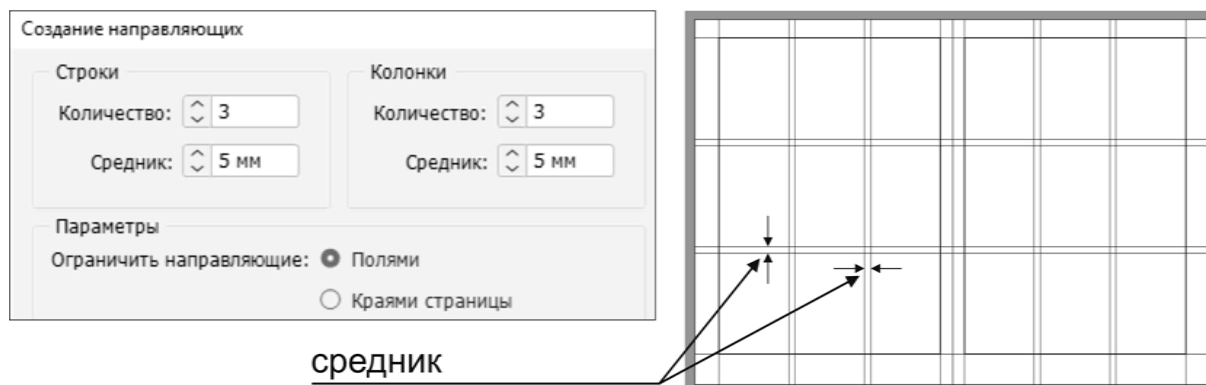 Создание направляющих
Строки
Колонки
Количество: 3
Количество: 3
Средник: 5 мм
Средник: 5 мм
Параметры
Ограничить направляющие: Полями
Краями страницы
средник